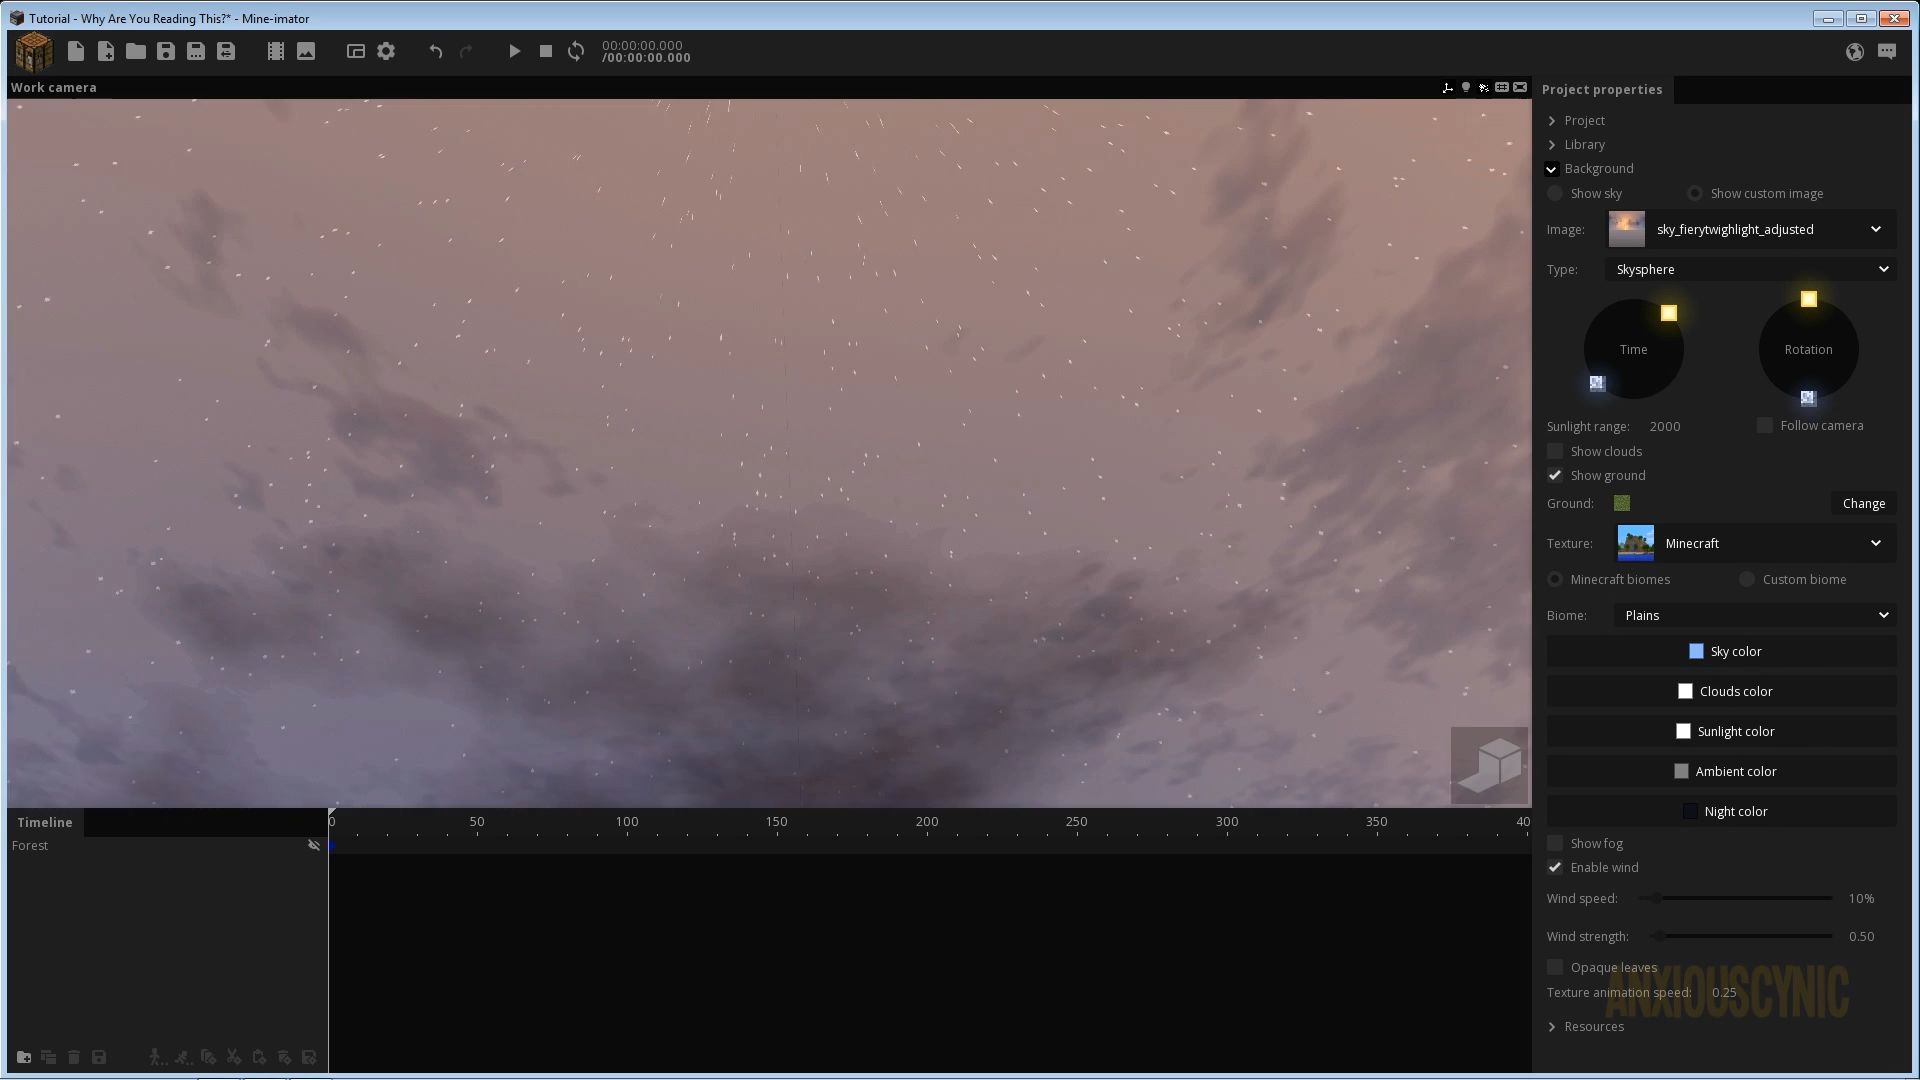 Tutorial - Why Are You Reading This?* - Mine-imator
00:00:00.000
/00:00:00.000
Work camera
Project properties
Project
Library
Background
Show sky
Show custom image
Image: sky_fierytwighlight_adjusted
Type: Skysphere
Time
Rotation
Sunlight range: 2000
Follow camera
Show clouds
Show ground
Ground:
Change
Texture: Minecraft
Minecraft biomes
Custom biome
Biome: Plains
Sky color
Clouds color
Sunlight color
Ambient color
Night color
Show fog
Enable wind
Wind speed: 10%
Wind strength: 0.50
Opaque leaves
Texture animation speed: 0.25
ANXIOUSCYNIC
Resources
Timeline
0 50 100 150 200 250 300 350 40
Forest